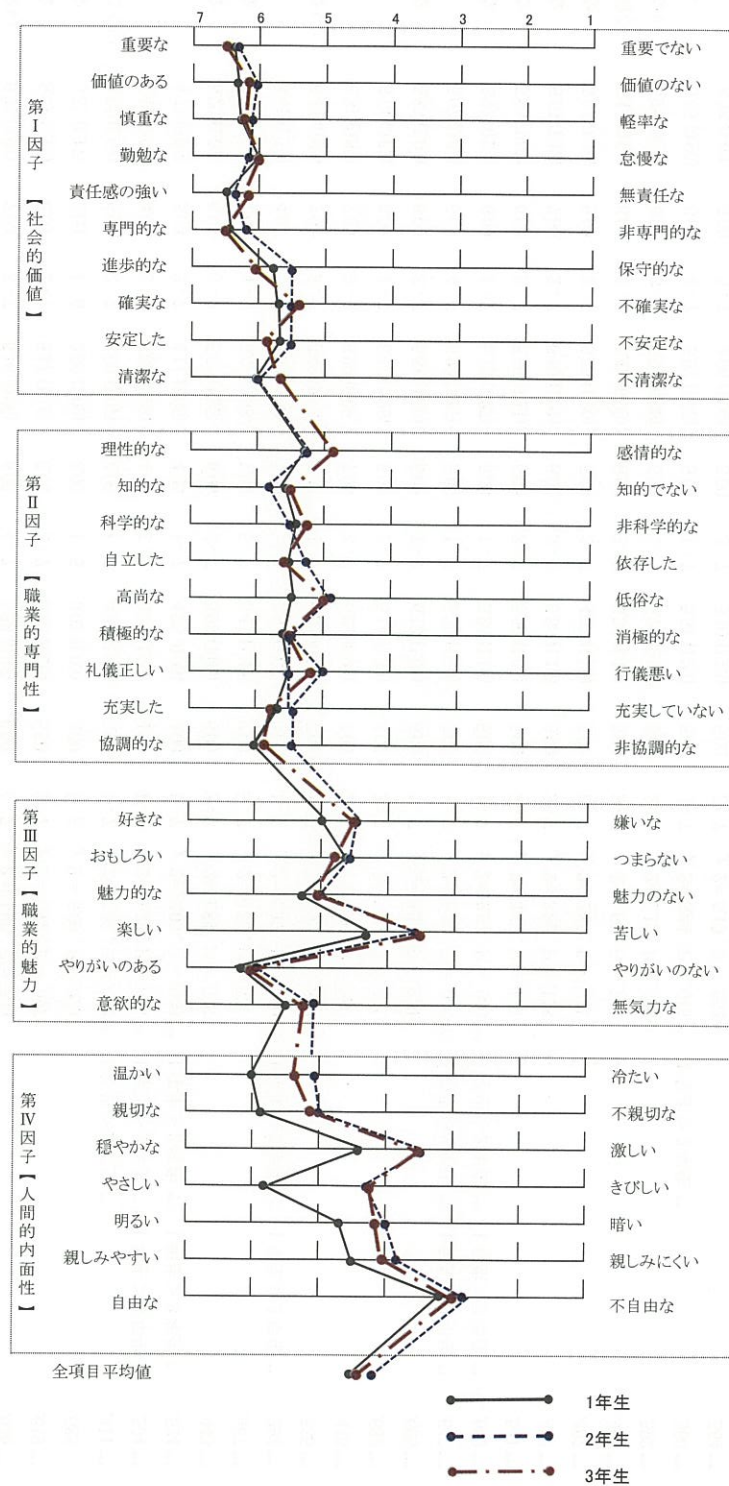 7 6 5 4 3 2 1
第Ⅰ因子【社会的価値】
重要な 重要でない
価値のある 価値のない
慎重な 軽率な
勤勉な 怠慢な
責任感の強い 無責任な
専門的な 非専門的な
進歩的な 保守的な
確実な 不確実な
安定した 不安定な
清潔な 不清潔な
第Ⅱ因子【職業的専門性】
理性的な 感情的な
知的な 知的でない
科学的な 非科学的な
自立した 依存した
高尚な 低俗な
積極的な 消極的な
礼儀正しい 行儀悪い
充実した 充実していない
協調的な 非協調的な
第Ⅲ因子【職業的魅力】
好きな 嫌いな
おもしろい つまらない
魅力的な 魅力のない
楽しい 苦しい
やりがいのある やりがいのない
意欲的な 無気力な
第Ⅳ因子【人間的内面性】
温かい 冷たい
親切な 不親切な
穏やかな 激しい
やさしい きびしい
明るい 暗い
親しみやすい 親しみにくい
自由な 不自由な
全項目平均値
1年生
2年生
3年生